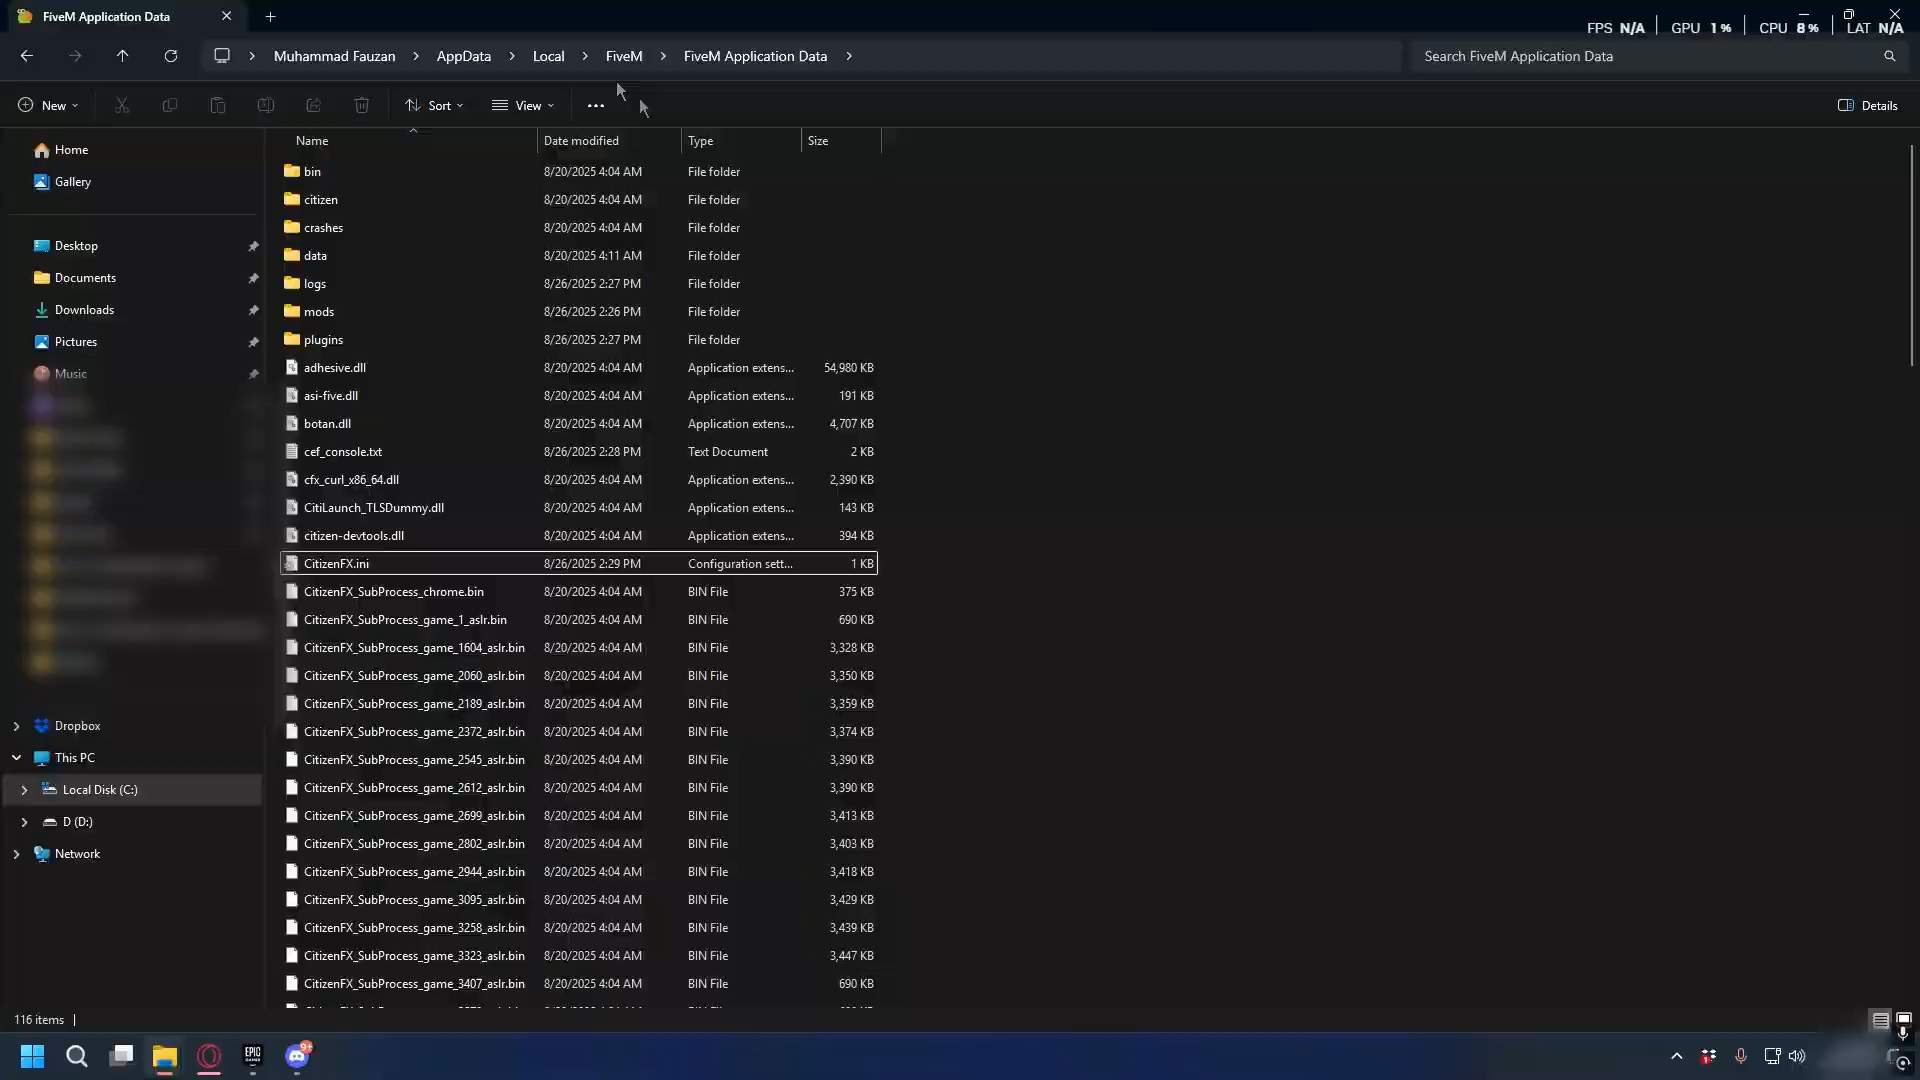 FiveM Application Data
FPS N/A GPU 1% CPU 8% LAT N/A
Muhammad Fauzan AppData Local FiveM FiveM Application Data
Search FiveM Application Data
New Sort View Details
Name Date modified Type Size
Home
Gallery
Desktop
Documents
Downloads
Pictures
Music
Dropbox
This PC
Local Disk (C:)
D (D:)
Network
bin 8/20/2025 4:04 AM File folder
citizen 8/20/2025 4:04 AM File folder
crashes 8/20/2025 4:04 AM File folder
data 8/20/2025 4:11 AM File folder
logs 8/26/2025 2:27 PM File folder
mods 8/26/2025 2:26 PM File folder
plugins 8/26/2025 2:27 PM File folder
adhesive.dll 8/20/2025 4:04 AM Application extens... 54,980 KB
asi-five.dll 8/20/2025 4:04 AM Application extens... 191 KB
botan.dll 8/20/2025 4:04 AM Application extens... 4,707 KB
cef_console.txt 8/26/2025 2:28 PM Text Document 2 KB
cfx_curl_x86_64.dll 8/20/2025 4:04 AM Application extens... 2,390 KB
CitiLaunch_TLSDummy.dll 8/20/2025 4:04 AM Application extens... 143 KB
citizen-devtools.dll 8/20/2025 4:04 AM Application extens... 394 KB
CitizenFX.ini 8/26/2025 2:29 PM Configuration sett... 1 KB
CitizenFX_SubProcess_chrome.bin 8/20/2025 4:04 AM BIN File 375 KB
CitizenFX_SubProcess_game_1_aslr.bin 8/20/2025 4:04 AM BIN File 690 KB
CitizenFX_SubProcess_game_1604_aslr.bin 8/20/2025 4:04 AM BIN File 3,328 KB
CitizenFX_SubProcess_game_2060_aslr.bin 8/20/2025 4:04 AM BIN File 3,350 KB
CitizenFX_SubProcess_game_2189_aslr.bin 8/20/2025 4:04 AM BIN File 3,359 KB
CitizenFX_SubProcess_game_2372_aslr.bin 8/20/2025 4:04 AM BIN File 3,374 KB
CitizenFX_SubProcess_game_2545_aslr.bin 8/20/2025 4:04 AM BIN File 3,390 KB
CitizenFX_SubProcess_game_2612_aslr.bin 8/20/2025 4:04 AM BIN File 3,390 KB
CitizenFX_SubProcess_game_2699_aslr.bin 8/20/2025 4:04 AM BIN File 3,413 KB
CitizenFX_SubProcess_game_2802_aslr.bin 8/20/2025 4:04 AM BIN File 3,403 KB
CitizenFX_SubProcess_game_2944_aslr.bin 8/20/2025 4:04 AM BIN File 3,418 KB
CitizenFX_SubProcess_game_3095_aslr.bin 8/20/2025 4:04 AM BIN File 3,429 KB
CitizenFX_SubProcess_game_3258_aslr.bin 8/20/2025 4:04 AM BIN File 3,439 KB
CitizenFX_SubProcess_game_3323_aslr.bin 8/20/2025 4:04 AM BIN File 3,447 KB
CitizenFX_SubProcess_game_3407_aslr.bin 8/20/2025 4:04 AM BIN File 690 KB
116 items
EPIC
9+